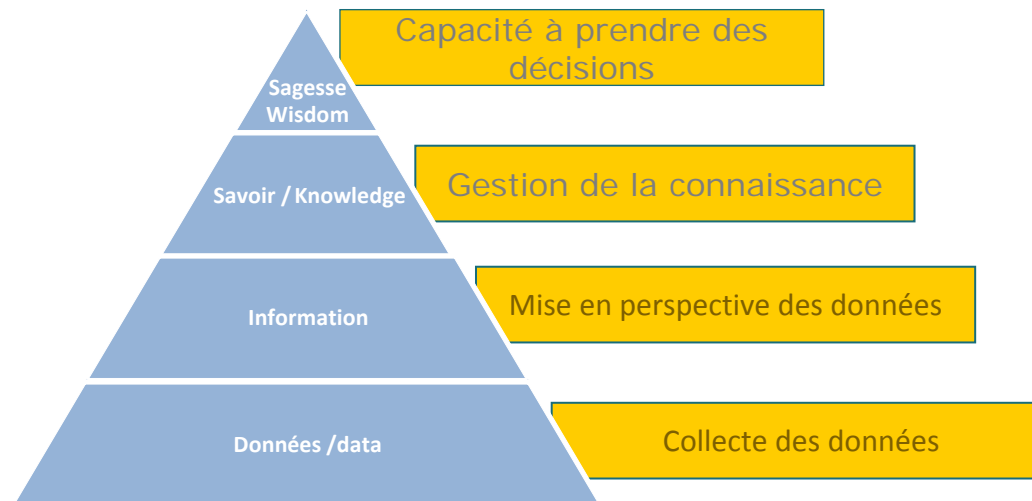 Capacité à prendre des
décisions
Sagesse
Wisdom
Gestion de la connaissance
Savoir / Knowledge
Mise en perspective des données
Information
Collecte des données
Données /data